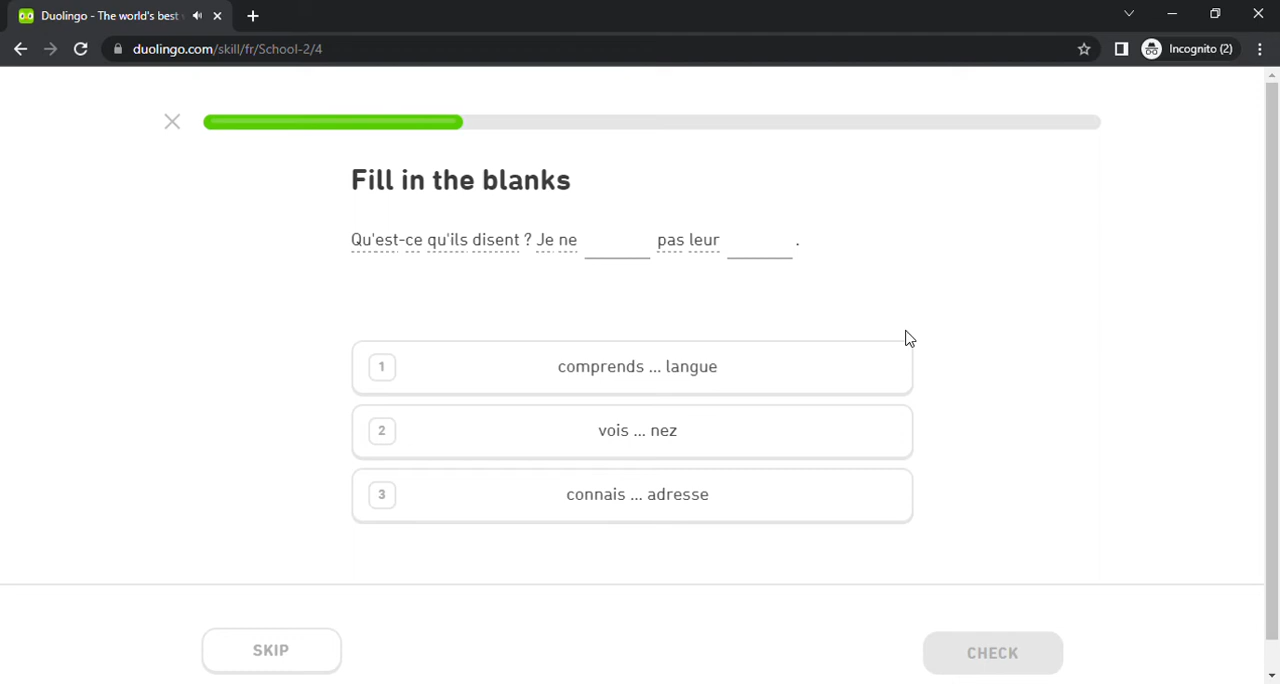 Duolingo - The world's best
duolingo.com/skill/fr/School-2/4
Incognito (2)
Fill in the blanks
Qu'est-ce qu'ils disent ? Je ne ______ pas leur ______ .
1 comprends ... langue
2 vois ... nez
3 connais ... adresse
SKIP
CHECK